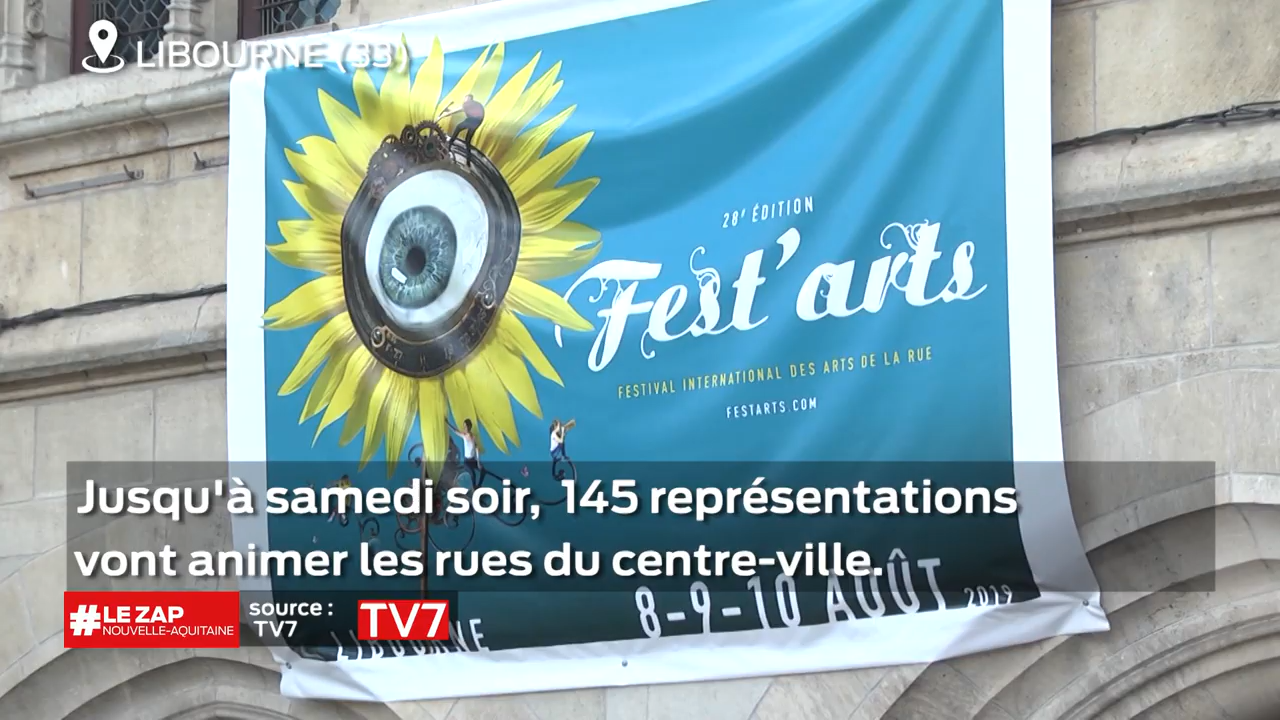 LIBOURNE (33)
28e ÉDITION
Fest'arts
FESTIVAL INTERNATIONAL DES ARTS DE LA RUE
FESTARTS.COM
Jusqu'à samedi soir, 145 représentations
vont animer les rues du centre-ville.
8-9-10 AOÛT 2019
LIBOURNE
#LE ZAP
NOUVELLE-AQUITAINE
source :
TV7
TV7